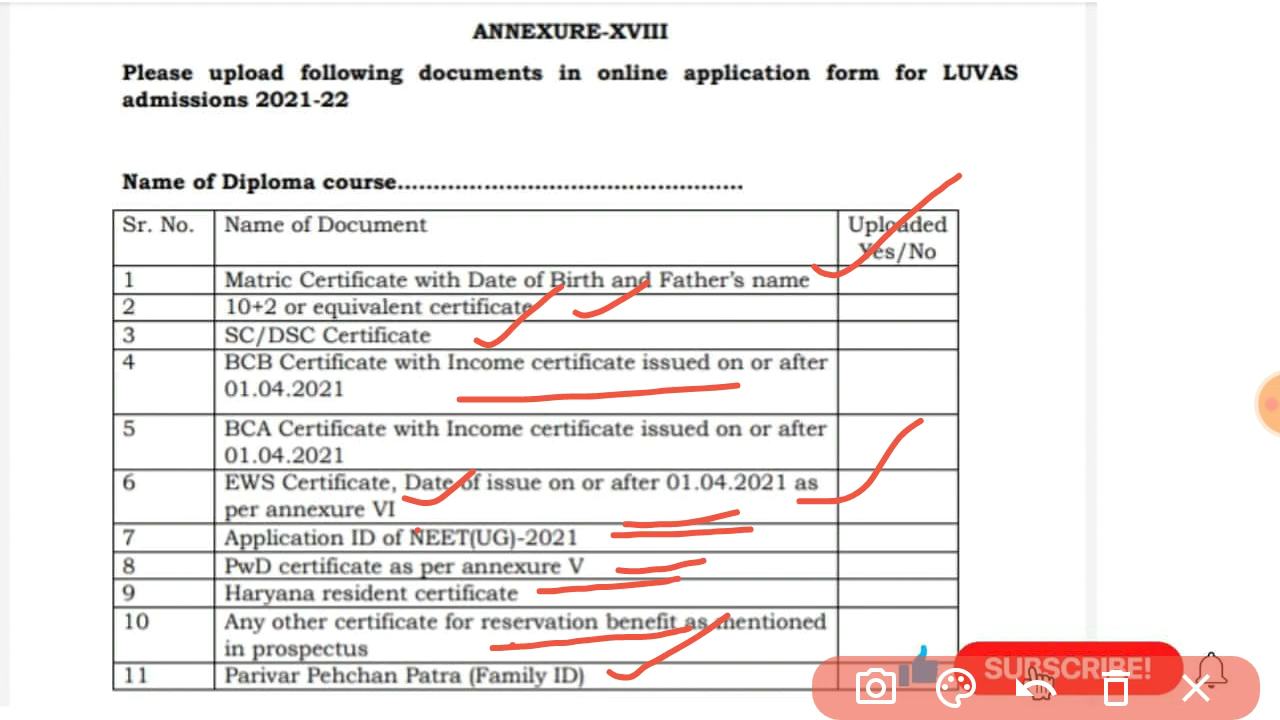 ANNEXURE-XVIII
Please upload following documents in online application form for LUVAS
admissions 2021-22
Name of Diploma course................................................
Sr. No. Name of Document Uploaded
Yes/No
1 Matric Certificate with Date of Birth and Father's name
2 10+2 or equivalent certificate
3 SC/DSC Certificate
4 BCB Certificate with Income certificate issued on or after
01.04.2021
5 BCA Certificate with Income certificate issued on or after
01.04.2021
6 EWS Certificate, Date of issue on or after 01.04.2021 as
per annexure VI
7 Application ID of NEET(UG)-2021
8 PwD certificate as per annexure V
9 Haryana resident certificate
10 Any other certificate for reservation benefit as mentioned
in prospectus
11 Parivar Pehchan Patra (Family ID)
SUBSCRIBE!